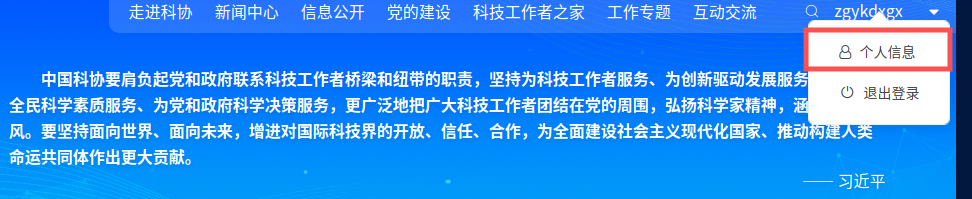 走进科协 新闻中心 信息公开 党的建设 科技工作者之家 工作专题 互动交流 zgykdxgx
个人信息
退出登录
中国科协要肩负起党和政府联系科技工作者桥梁和纽带的职责，坚持为科技工作者服务、为创新驱动发展服务
全民科学素质服务、为党和政府科学决策服务，更广泛地把广大科技工作者团结在党的周围，弘扬科学家精神，涵
风。要坚持面向世界、面向未来，增进对国际科技界的开放、信任、合作，为全面建设社会主义现代化国家、推动构建人类
命运共同体作出更大贡献。
—— 习近平